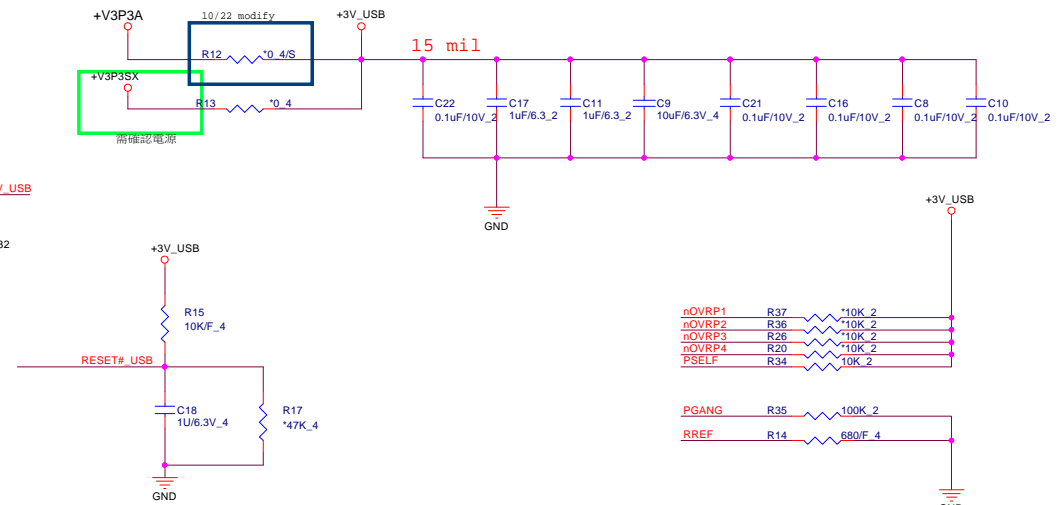 +V3P3A
10/22 modify
+3V_USB
R12 *0_4/S
15 mil
+V3P3SX
R13 *0_4
需確認電源
C22
0.1uF/10V_2
C17
1uF/6.3_2
C11
1uF/6.3_2
C9
10uF/6.3V_4
C21
0.1uF/10V_2
C16
0.1uF/10V_2
C8
0.1uF/10V_2
C10
0.1uF/10V_2
GND
_USB
+3V_USB
R15
10K/F_4
RESET#_USB
C18
1U/6.3V_4
R17
*47K_4
GND
+3V_USB
nOVRP1 R37 *10K_2
nOVRP2 R36 *10K_2
nOVRP3 R26 *10K_2
nOVRP4 R20 *10K_2
PSELF R34 10K_2
PGANG R35 100K_2
RREF R14 680/F_4
GND